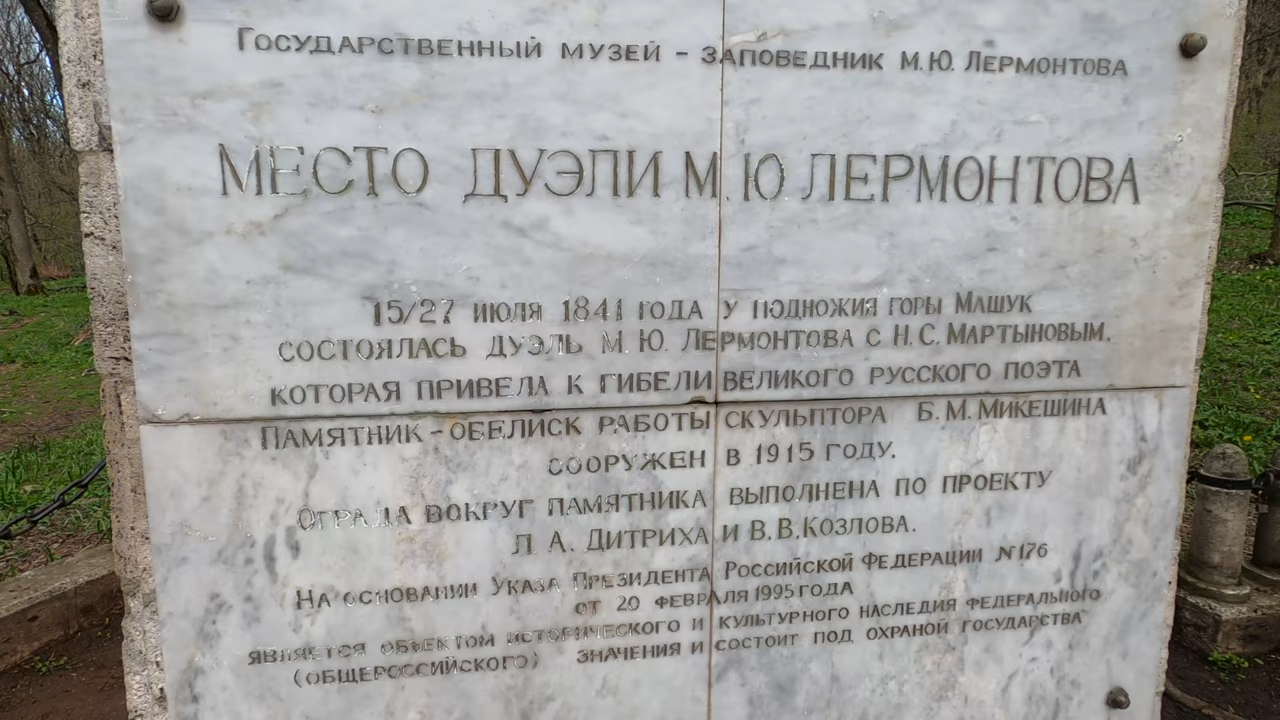 Государственный музей – заповедник М.Ю. Лермонтова
МЕСТО ДУЭЛИ М.Ю ЛЕРМОНТОВА
15/27 июля 1841 года у подножия горы Машук
состоялась дуэль М. Ю. Лермонтова с Н. С. Мартыновым,
которая привела к гибели великого русского поэта
Памятник - обелиск работы скульптора Б. М. Микешина
сооружен в 1915 году.
Ограда вокруг памятника выполнена по проекту
Л. А. Дитриха и В. В. Козлова.
На основании Указа Президента Российской Федерации №176
от 20 февраля 1995 года
является объектом исторического и культурного наследия федерального
(общероссийского) значения и состоит под охраной государства